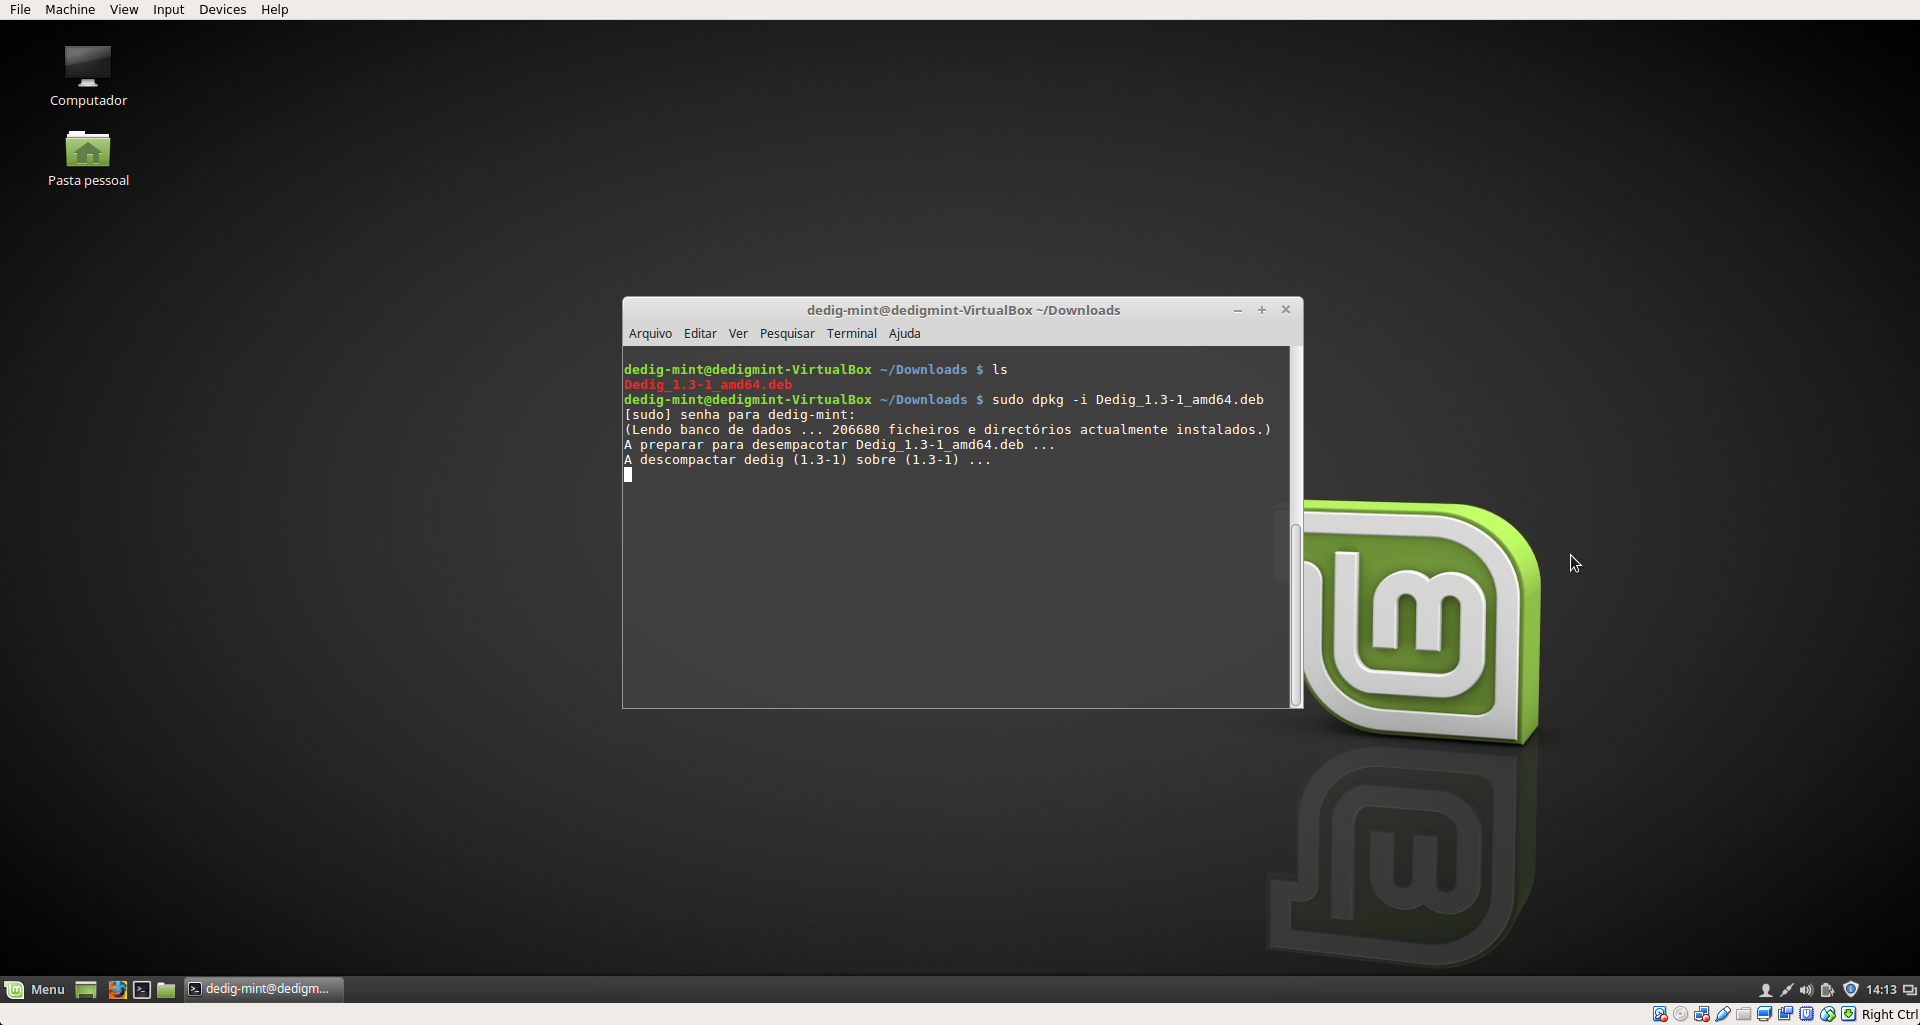 File Machine View Input Devices Help
Computador
Pasta pessoal
dedig-mint@dedigmint-VirtualBox ~/Downloads
Arquivo Editar Ver Pesquisar Terminal Ajuda
dedig-mint@dedigmint-VirtualBox ~/Downloads $ ls
Dedig_1.3-1_amd64.deb
dedig-mint@dedigmint-VirtualBox ~/Downloads $ sudo dpkg -i Dedig_1.3-1_amd64.deb
[sudo] senha para dedig-mint:
(Lendo banco de dados ... 206680 ficheiros e directórios actualmente instalados.)
A preparar para desempacotar Dedig_1.3-1_amd64.deb ...
A descompactar dedig (1.3-1) sobre (1.3-1) ...
Menu dedig-mint@dedigm... 14:13
Right Ctrl